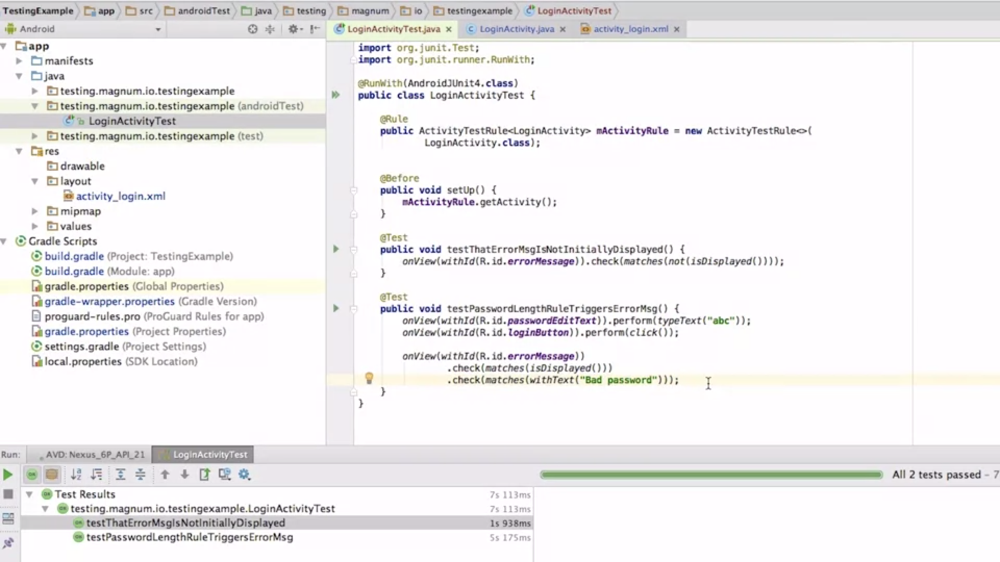 TestingExample app src androidTest java testing magnum io testingexample LoginActivityTest
Android
LoginActivityTest.java LoginActivity.java activity_login.xml
app
manifests
java
testing.magnum.io.testingexample
testing.magnum.io.testingexample (androidTest)
LoginActivityTest
testing.magnum.io.testingexample (test)
res
drawable
layout
activity_login.xml
mipmap
values
Gradle Scripts
build.gradle (Project: TestingExample)
build.gradle (Module: app)
gradle.properties (Global Properties)
gradle-wrapper.properties (Gradle Version)
proguard-rules.pro (ProGuard Rules for app)
gradle.properties (Project Properties)
settings.gradle (Project Settings)
local.properties (SDK Location)
import org.junit.Test;
import org.junit.runner.RunWith;
@RunWith(AndroidJUnit4.class)
public class LoginActivityTest {
@Rule
public ActivityTestRule<LoginActivity> mActivityRule = new ActivityTestRule<>(
LoginActivity.class);
@Before
public void setUp() {
mActivityRule.getActivity();
}
@Test
public void testThatErrorMsgIsNotInitiallyDisplayed() {
onView(withId(R.id.errorMessage)).check(matches(not(isDisplayed())));
}
@Test
public void testPasswordLengthRuleTriggersErrorMsg() {
onView(withId(R.id.passwordEditText)).perform(typeText("abc"));
onView(withId(R.id.loginButton)).perform(click());
onView(withId(R.id.errorMessage))
.check(matches(isDisplayed()))
.check(matches(withText("Bad password")));
}
}
Run: AVD: Nexus_6P_API_21 LoginActivityTest
All 2 tests passed – 7
Test Results 7s 113ms
testing.magnum.io.testingexample.LoginActivityTest 7s 113ms
testThatErrorMsgIsNotInitiallyDisplayed 1s 938ms
testPasswordLengthRuleTriggersErrorMsg 5s 175ms